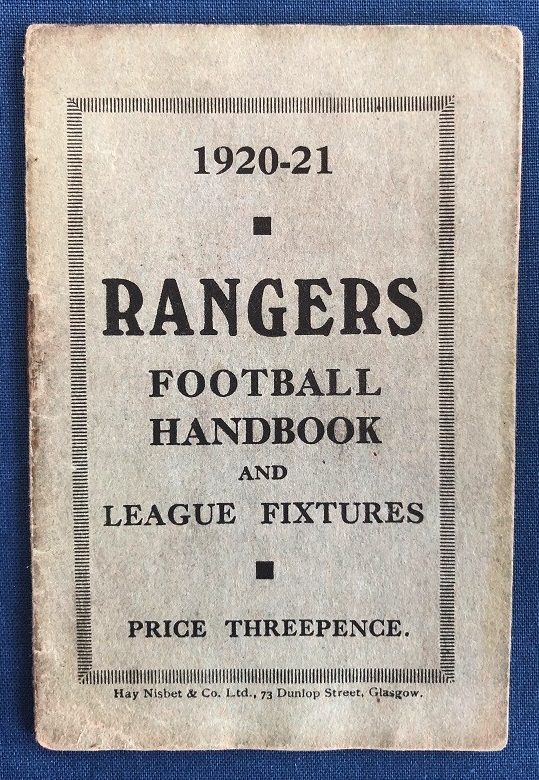 1920-21
RANGERS
FOOTBALL
HANDBOOK
AND
LEAGUE FIXTURES
PRICE THREEPENCE.
Hay Nisbet & Co. Ltd., 73 Dunlop Street, Glasgow.